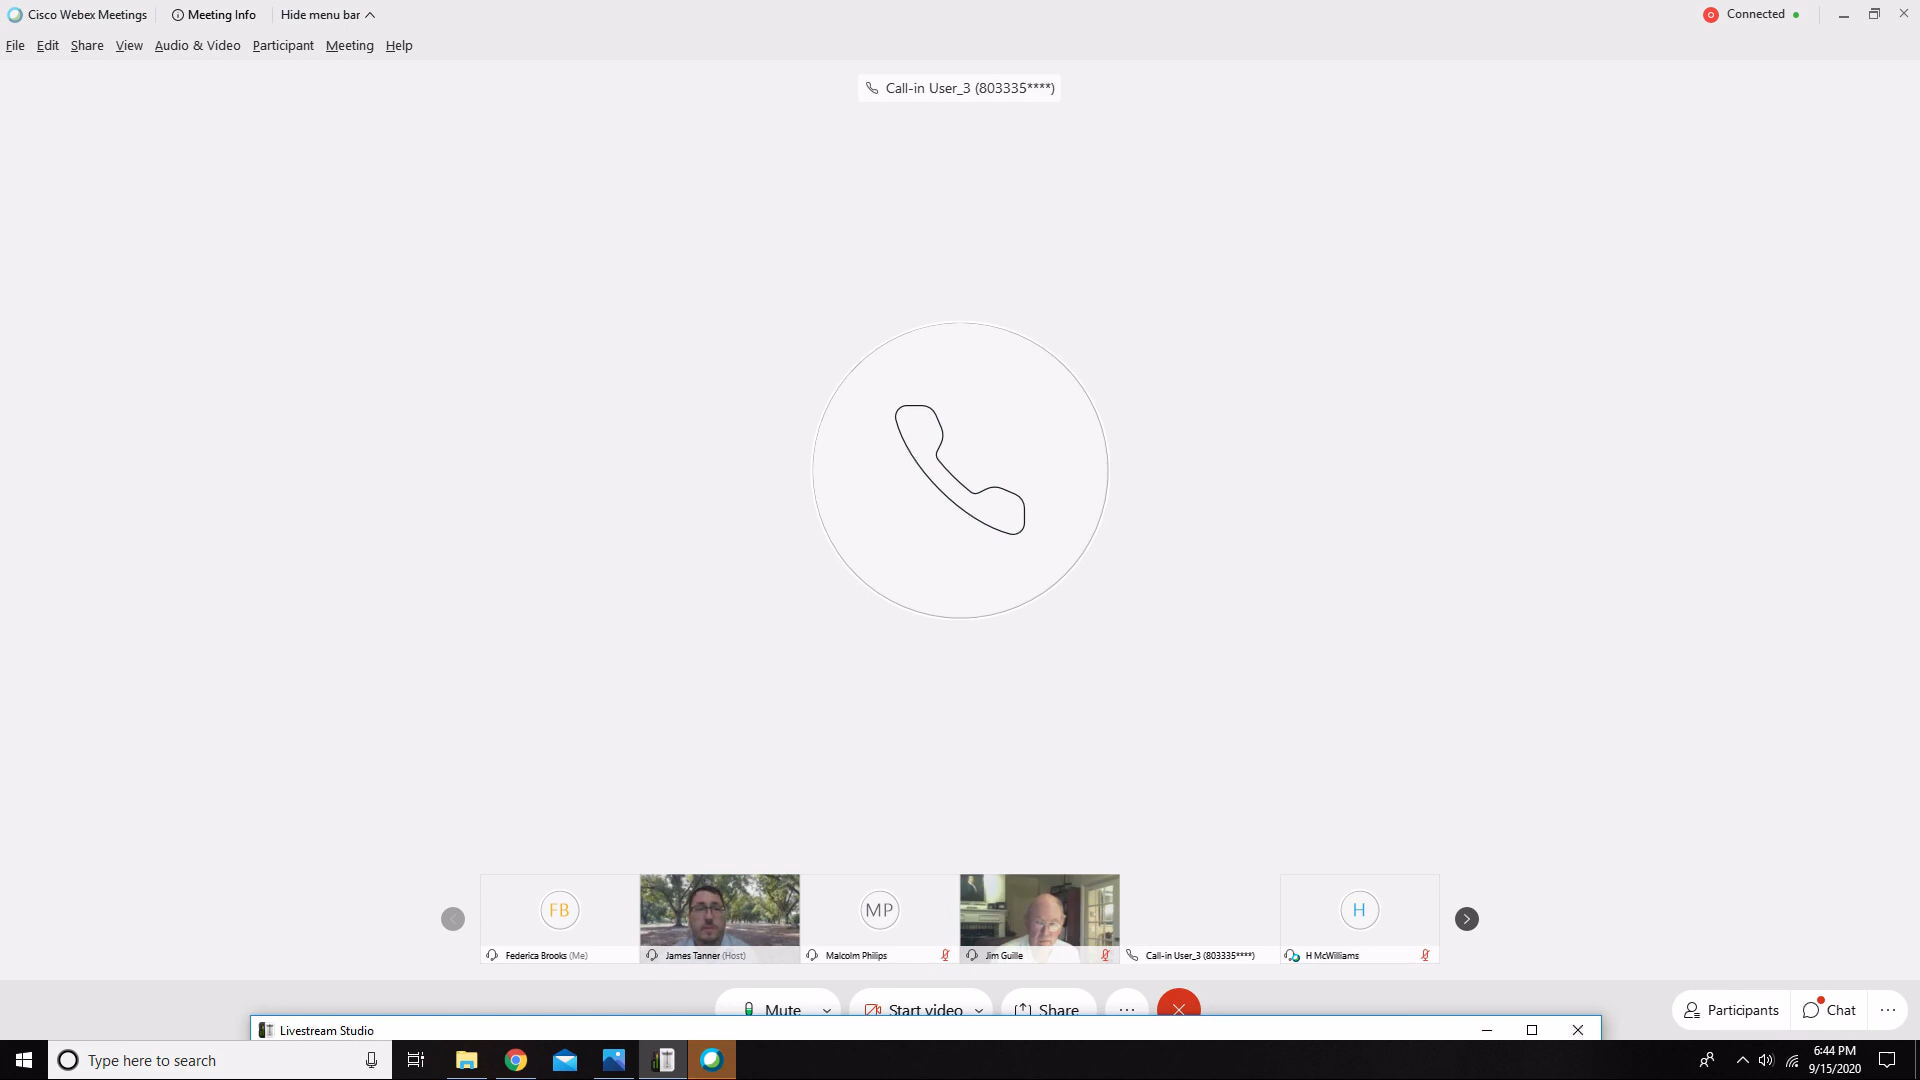 Cisco Webex Meetings
Meeting Info
Hide menu bar
Connected
File Edit Share View Audio & Video Participant Meeting Help
Call-in User_3 (803335****)
FB
MP
H
Federica Brooks (Me)
James Tanner (Host)
Malcolm Philips
Jim Guille
Call-in User_3 (803335****)
H McWilliams
Mute
Start video
Share
Participants
Chat
Livestream Studio
Type here to search
6:44 PM
9/15/2020